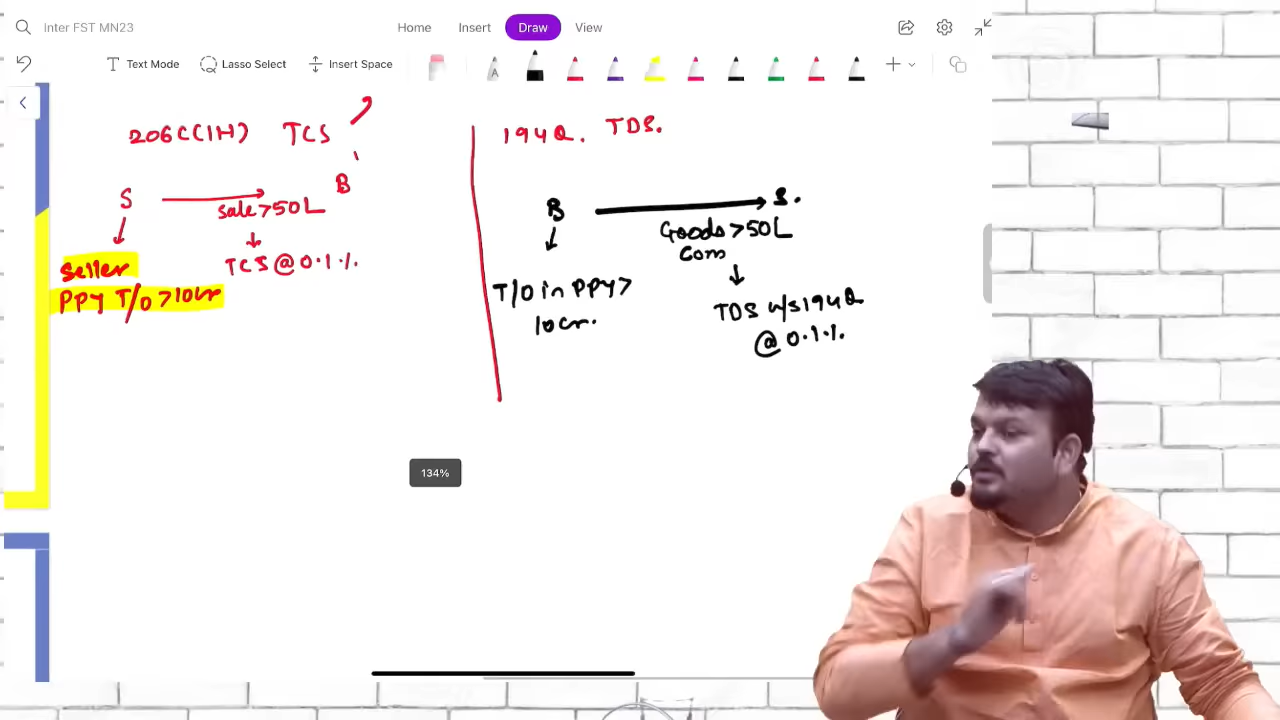 Inter FST MN23
Home
Insert
Draw
View
Text Mode
Lasso Select
Insert Space
A
206C(1H) TCS
S
B
Sale>50L
TCS @ 0.1%.
Seller
PPY T/O >10cr
194Q. TDS.
B
S.
Goods >50L
Com
T/O in PPY>
10cr.
TDS u/s 194Q
@ 0.1%.
134%